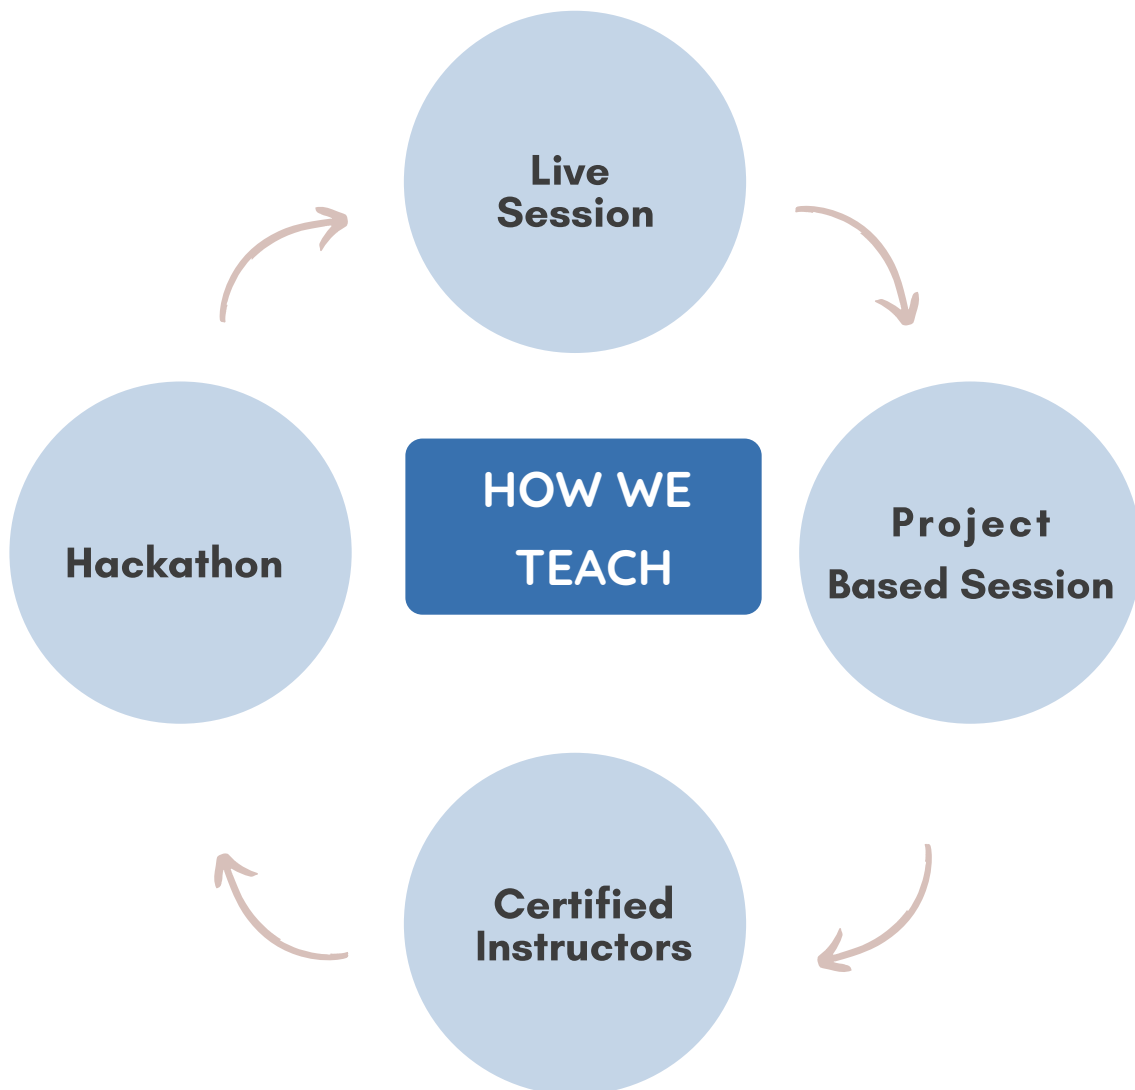 Live
Session
HOW WE
TEACH
Project
Based Session
Hackathon
Certified
Instructors